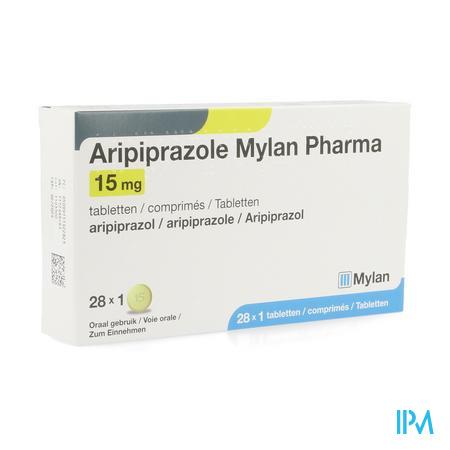 Aripiprazole Mylan Pharma
15 mg
tabletten / comprimés / Tabletten
aripiprazol / aripiprazole / Aripiprazol
Mylan
28 x 1
15
Oraal gebruik / Voie orale /
Zum Einnehmen
28 x 1 tabletten / comprimés / Tabletten
IPM